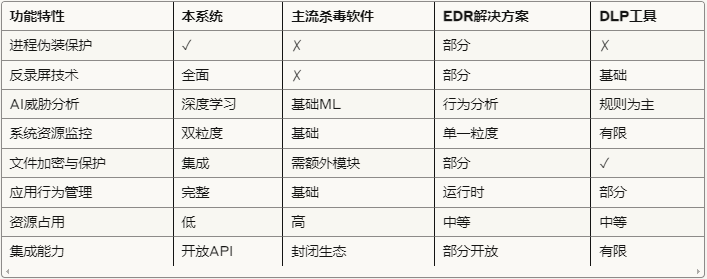 功能特性 本系统 主流杀毒软件 EDR解决方案 DLP工具
进程伪装保护 ✓ ✗ 部分 ✗
反录屏技术 全面 ✗ 部分 基础
AI威胁分析 深度学习 基础ML 行为分析 规则为主
系统资源监控 双粒度 基础 单一粒度 有限
文件加密与保护 集成 需额外模块 部分 ✓
应用行为管理 完整 基础 运行时 部分
资源占用 低 高 中等 中等
集成能力 开放API 封闭生态 部分开放 有限